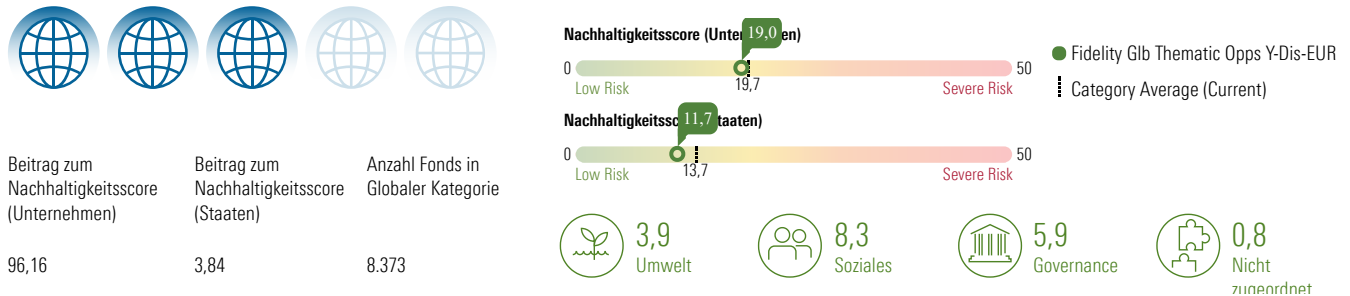 Beitrag zum
Nachhaltigkeitsscore
(Unternehmen)
96,16
Beitrag zum
Nachhaltigkeitsscore
(Staaten)
3,84
Anzahl Fonds in
Globaler Kategorie
8.373
Nachhaltigkeitsscore (Unter 19,0 en)
0
50
Low Risk
19,7
Severe Risk
Nachhaltigkeitssc 11,7 taaten)
0
50
Low Risk
13,7
Severe Risk
Fidelity Glb Thematic Opps Y-Dis-EUR
Category Average (Current)
3,9
Umwelt
8,3
Soziales
5,9
Governance
0,8
Nicht
zugeordnet